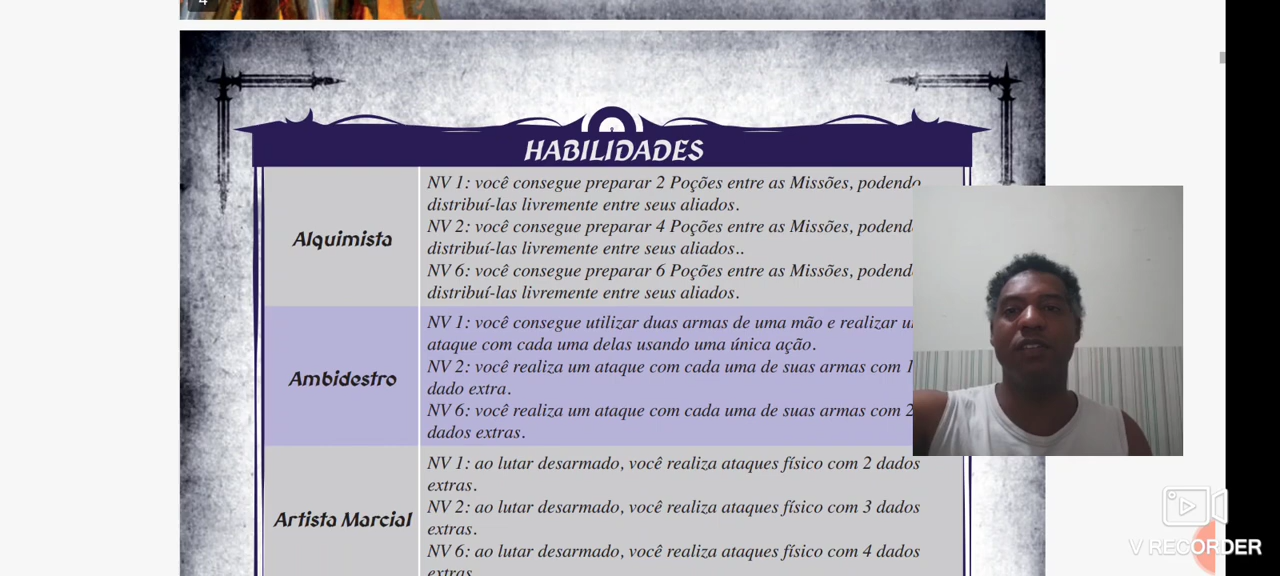 4
HABILIDADES
Alquimista
NV 1: você consegue preparar 2 Poções entre as Missões, podendo
distribuí-las livremente entre seus aliados.
NV 2: você consegue preparar 4 Poções entre as Missões, podend
distribuí-las livremente entre seus aliados..
NV 6: você consegue preparar 6 Poções entre as Missões, podend
distribuí-las livremente entre seus aliados.
Ambidestro
NV 1: você consegue utilizar duas armas de uma mão e realizar u
ataque com cada uma delas usando uma única ação.
NV 2: você realiza um ataque com cada uma de suas armas com 1
dado extra.
NV 6: você realiza um ataque com cada uma de suas armas com 2
dados extras.
Artista Marcial
NV 1: ao lutar desarmado, você realiza ataques físico com 2 dados
extras.
NV 2: ao lutar desarmado, você realiza ataques físico com 3 dados
extras.
NV 6: ao lutar desarmado, você realiza ataques físico com 4 dados
extras
V RECORDER